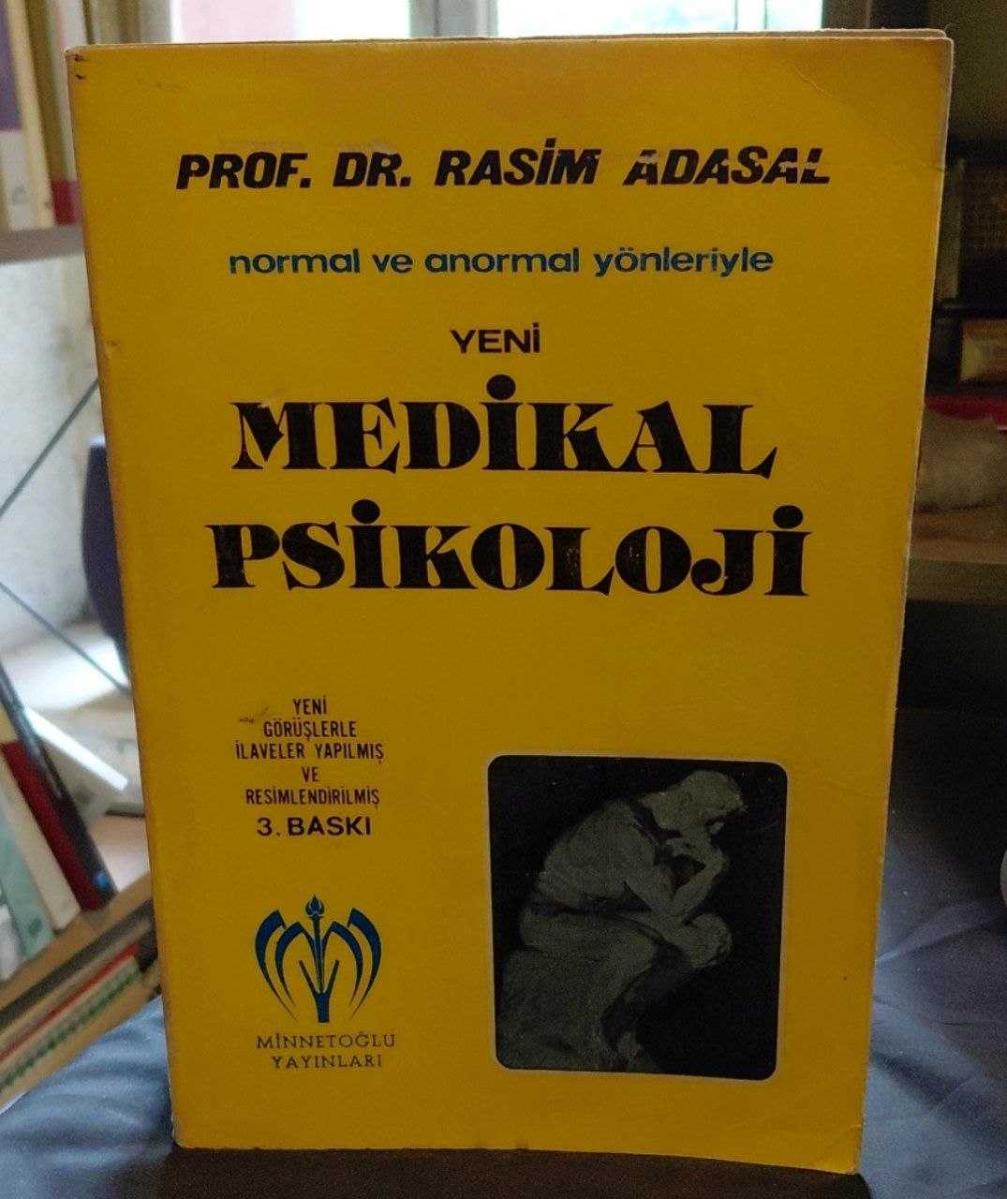 PROF. DR. RASİM ADASAL
normal ve anormal yönleriyle
YENİ
MEDİKAL
PSİKOLOJİ
YENİ
GÖRÜŞLERLE
İLAVELER YAPILMIŞ
VE
RESİMLENDİRİLMİŞ
3. BASKI
MİNNETOĞLU
YAYINLARI